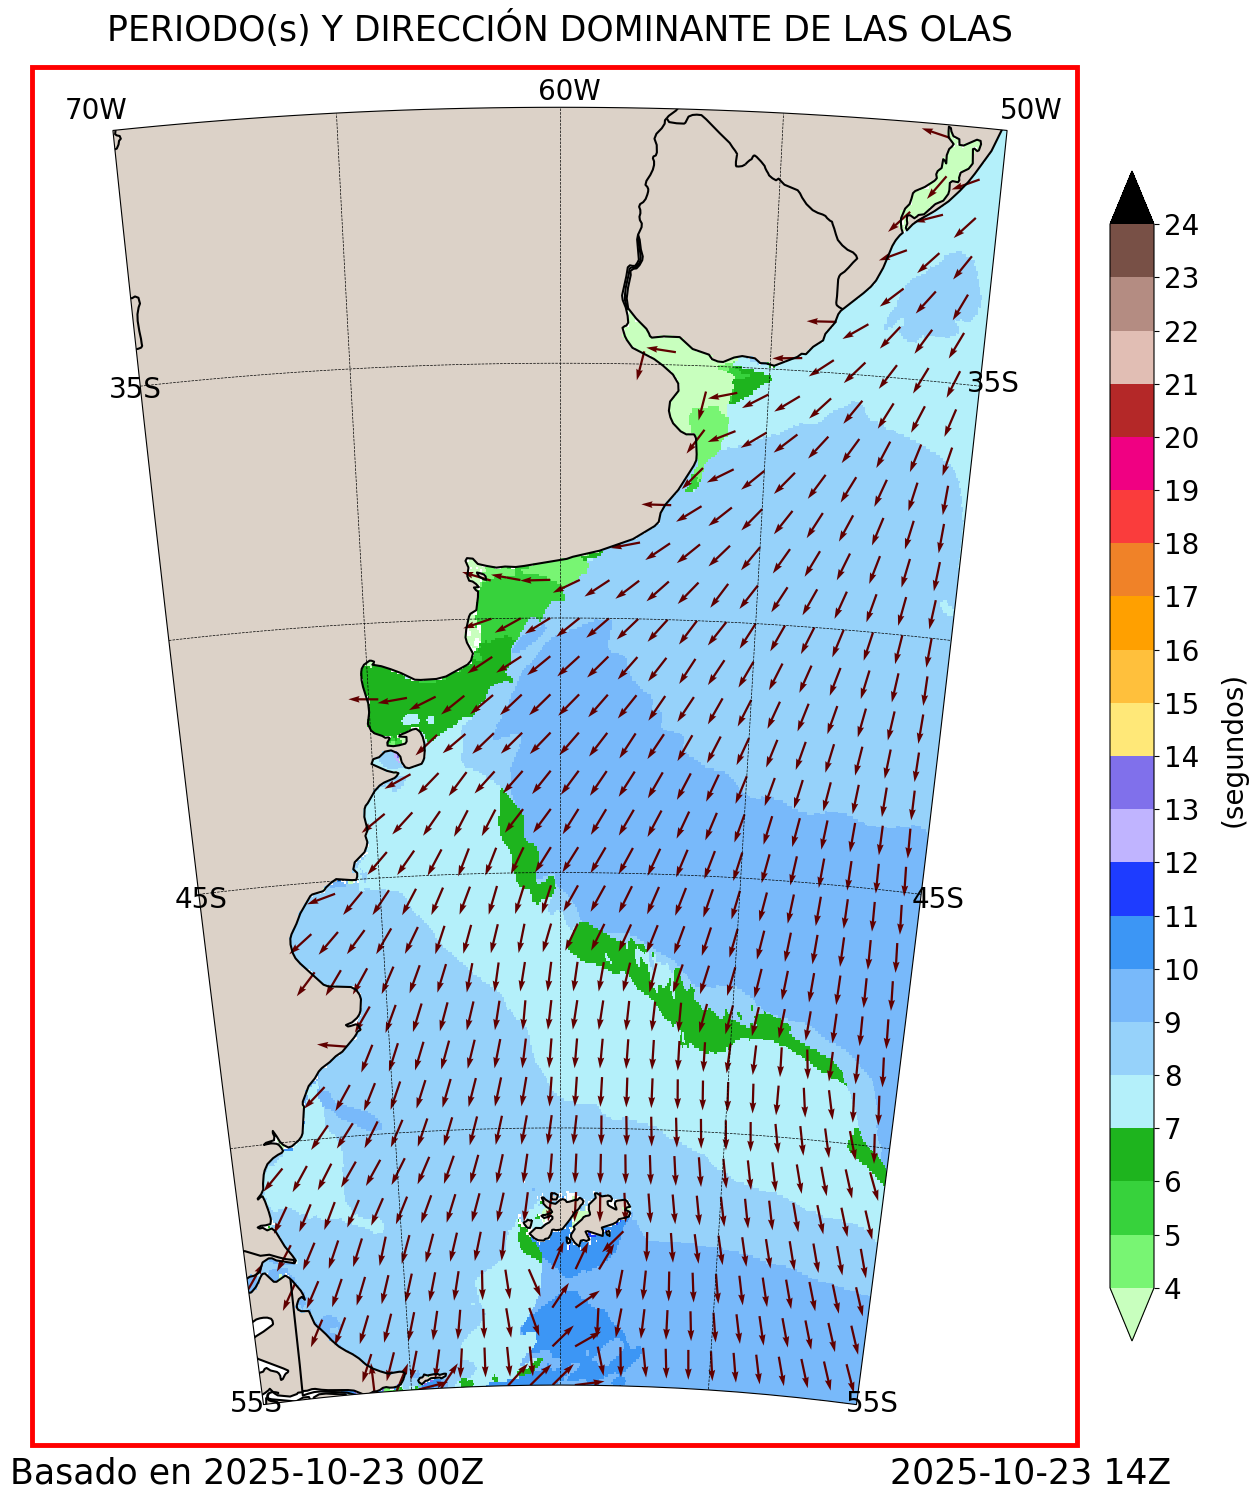 PERIODO(s) Y DIRECCIÓN DOMINANTE DE LAS OLAS
70W
60W
50W
35S
35S
45S
45S
55S
55S
24
23
22
21
20
19
18
17
16
15
14
13
12
11
10
9
8
7
6
5
4
(segundos)
Basado en 2025-10-23 00Z
2025-10-23 14Z